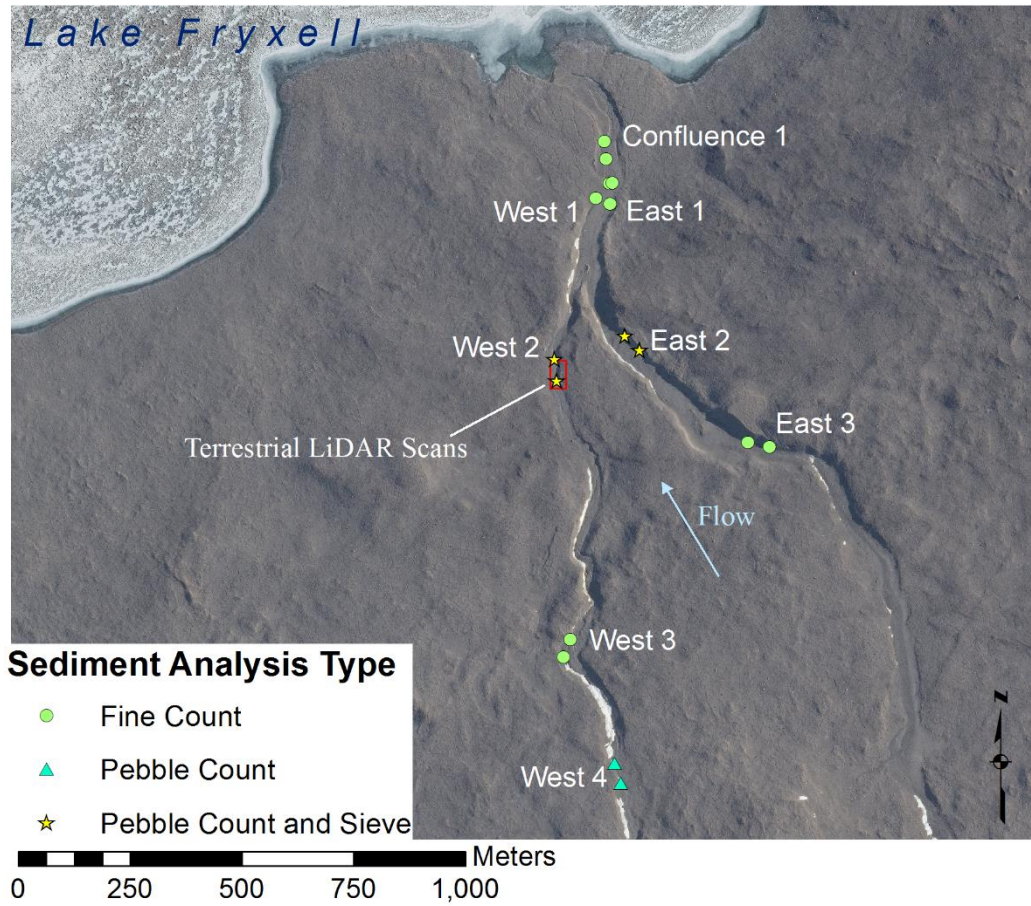 Lake Fryxell
Confluence 1
West 1
East 1
West 2
East 2
East 3
Terrestrial LiDAR Scans
Flow
West 3
West 4
Sediment Analysis Type
Fine Count
Pebble Count
Pebble Count and Sieve
Meters
0 250 500 750 1,000
N